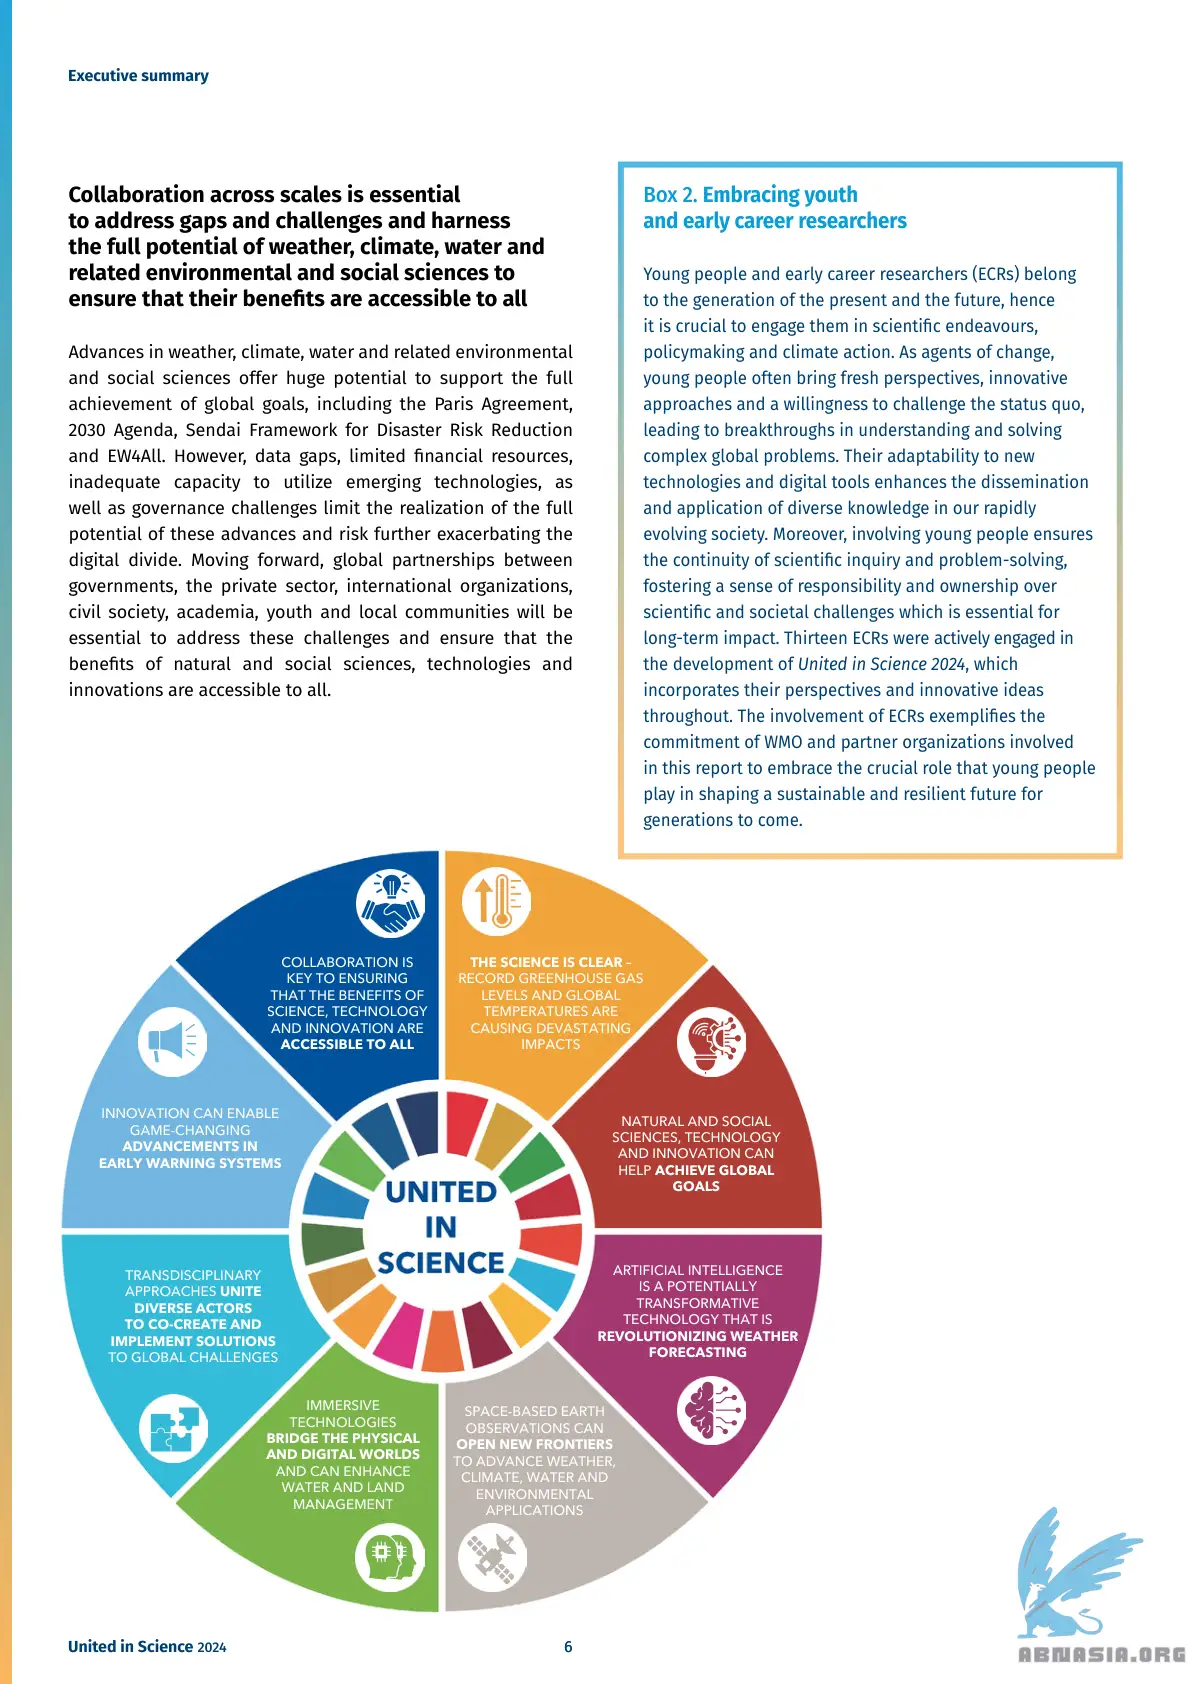 Executive summary
Collaboration across scales is essential
to address gaps and challenges and harness
the full potential of weather, climate, water and
related environmental and social sciences to
ensure that their benefits are accessible to all
Advances in weather, climate, water and related environmental
and social sciences offer huge potential to support the full
achievement of global goals, including the Paris Agreement,
2030 Agenda, Sendai Framework for Disaster Risk Reduction
and EW4All. However, data gaps, limited financial resources,
inadequate capacity to utilize emerging technologies, as
well as governance challenges limit the realization of the full
potential of these advances and risk further exacerbating the
digital divide. Moving forward, global partnerships between
governments, the private sector, international organizations,
civil society, academia, youth and local communities will be
essential to address these challenges and ensure that the
benefits of natural and social sciences, technologies and
innovations are accessible to all.
Box 2. Embracing youth
and early career researchers
Young people and early career researchers (ECRs) belong
to the generation of the present and the future, hence
it is crucial to engage them in scientific endeavours,
policymaking and climate action. As agents of change,
young people often bring fresh perspectives, innovative
approaches and a willingness to challenge the status quo,
leading to breakthroughs in understanding and solving
complex global problems. Their adaptability to new
technologies and digital tools enhances the dissemination
and application of diverse knowledge in our rapidly
evolving society. Moreover, involving young people ensures
the continuity of scientific inquiry and problem-solving,
fostering a sense of responsibility and ownership over
scientific and societal challenges which is essential for
long-term impact. Thirteen ECRs were actively engaged in
the development of United in Science 2024, which
incorporates their perspectives and innovative ideas
throughout. The involvement of ECRs exemplifies the
commitment of WMO and partner organizations involved
in this report to embrace the crucial role that young people
play in shaping a sustainable and resilient future for
generations to come.
COLLABORATION IS
KEY TO ENSURING
THAT THE BENEFITS OF
SCIENCE, TECHNOLOGY
AND INNOVATION ARE
ACCESSIBLE TO ALL
THE SCIENCE IS CLEAR –
RECORD GREENHOUSE GAS
LEVELS AND GLOBAL
TEMPERATURES ARE
CAUSING DEVASTATING
IMPACTS
NATURAL AND SOCIAL
SCIENCES, TECHNOLOGY
AND INNOVATION CAN
HELP ACHIEVE GLOBAL
GOALS
ARTIFICIAL INTELLIGENCE
IS A POTENTIALLY
TRANSFORMATIVE
TECHNOLOGY THAT IS
REVOLUTIONIZING WEATHER
FORECASTING
SPACE-BASED EARTH
OBSERVATIONS CAN
OPEN NEW FRONTIERS
TO ADVANCE WEATHER,
CLIMATE, WATER AND
ENVIRONMENTAL
APPLICATIONS
IMMERSIVE
TECHNOLOGIES
BRIDGE THE PHYSICAL
AND DIGITAL WORLDS
AND CAN ENHANCE
WATER AND LAND
MANAGEMENT
TRANSDISCIPLINARY
APPROACHES UNITE
DIVERSE ACTORS
TO CO-CREATE AND
IMPLEMENT SOLUTIONS
TO GLOBAL CHALLENGES
INNOVATION CAN ENABLE
GAME-CHANGING
ADVANCEMENTS IN
EARLY WARNING SYSTEMS
UNITED
IN
SCIENCE
United in Science 2024
6
ABNASIA.ORG